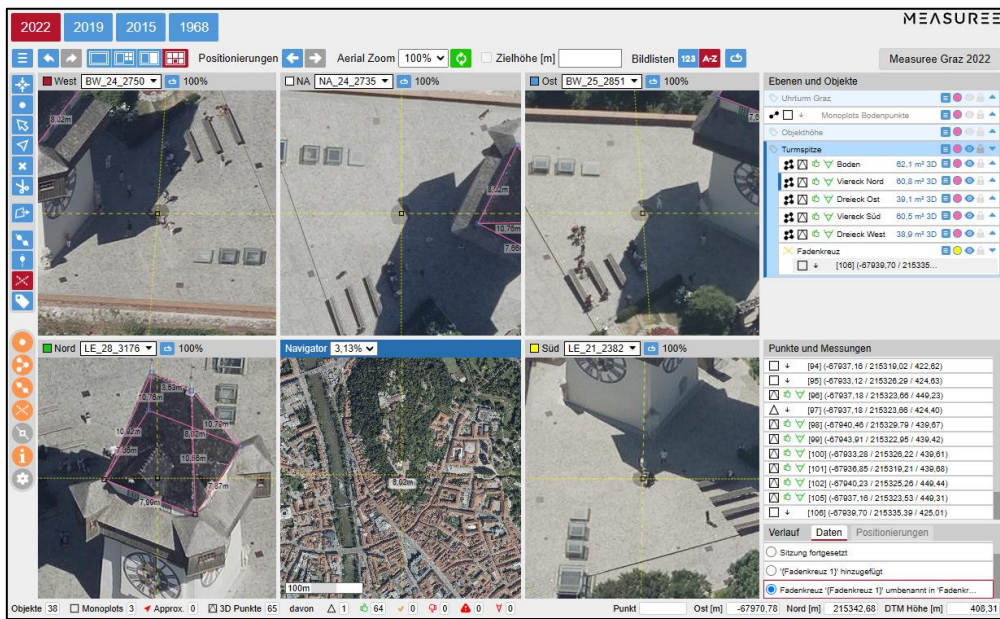 2022 2019 2015 1968
MEASUREE
Positionierungen Aerial Zoom 100% Zielhöhe [m] Bildlisten 123 A-Z Measuree Graz 2022
West BW_24_2750 100%
NA NA_24_2735 100%
Ost BW_25_2851 100%
8,02m
8,02m
10,76m
7,66
Ebenen und Objekte
Uhrturm Graz
Monoplots Bodenpunkte
Objekthöhe
Turmspitze
Boden 62,1 m² 3D
Viereck Nord 60,8 m² 3D
Dreieck Ost 39,1 m² 3D
Viereck Süd 60,5 m² 3D
Dreieck West 38,9 m² 3D
Fadenkreuz
[106] (-67939,70 / 215335...
Nord LE_28_3176 100%
Navigator 3,13%
Süd LE_21_2382 100%
10,76m
10,79m
7,99m
8,02m
100m
Punkte und Messungen
[94] (-67937,16 / 215319,02 / 422,62)
[95] (-67933,12 / 215326,29 / 424,63)
[96] (-67937,18 / 215323,66 / 449,23)
[97] (-67937,18 / 215323,66 / 424,40)
[98] (-67940,46 / 215329,79 / 439,67)
[99] (-67943,91 / 215322,95 / 439,42)
[100] (-67933,28 / 215326,22 / 439,61)
[101] (-67936,85 / 215319,21 / 439,68)
[102] (-67940,23 / 215325,26 / 449,44)
[105] (-67937,16 / 215323,53 / 449,31)
[106] (-67939,70 / 215335,39 / 425,01)
Verlauf Daten Positionierungen
Sitzung fortgesetzt
'{Fadenkreuz 1}' hinzugefügt
Fadenkreuz '{Fadenkreuz 1}' umbenannt in 'Fadenkr...
Objekte 38 Monoplots 3 Approx. 0 3D Punkte 65 davon 1 64 0 0 0 0 Punkt Ost [m] -67970,78 Nord [m] 215342,68 DTM Höhe [m] 408,31